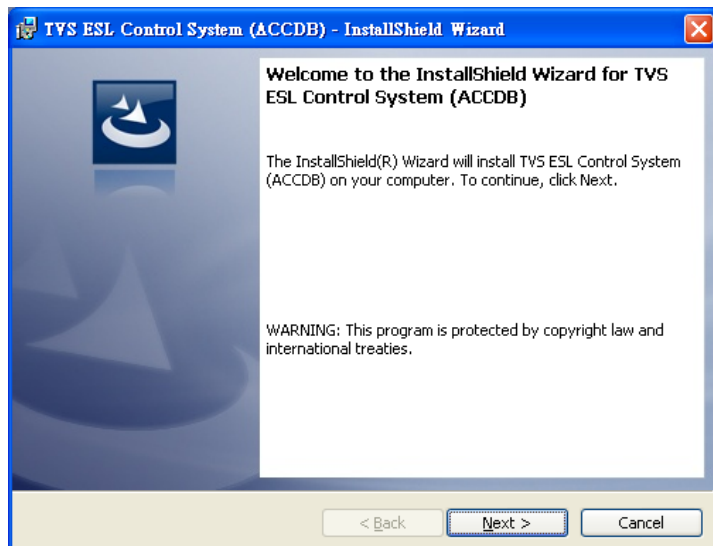 TVS ESL Control System (ACCDB) - InstallShield Wizard
Welcome to the InstallShield Wizard for TVS
ESL Control System (ACCDB)
The InstallShield(R) Wizard will install TVS ESL Control System
(ACCDB) on your computer. To continue, click Next.
WARNING: This program is protected by copyright law and
international treaties.
< Back
Next >
Cancel